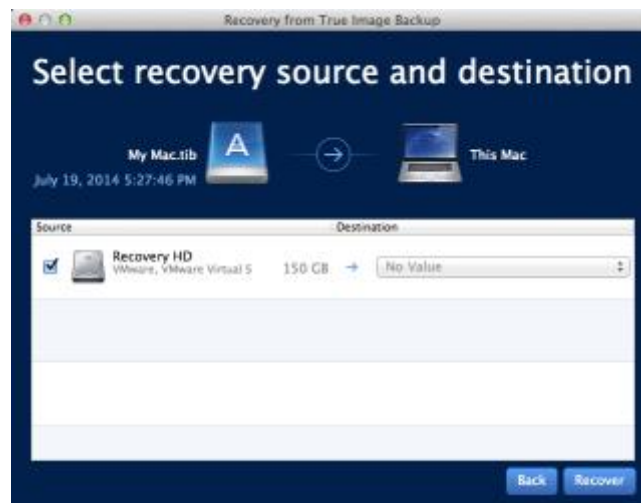 Recovery from True Image Backup
Select recovery source and destination
My Mac.tib
July 19, 2014 5:27:46 PM
A
This Mac
Source Destination
Recovery HD
VMware, VMware Virtual S
150 GB
No Value
Back Recover